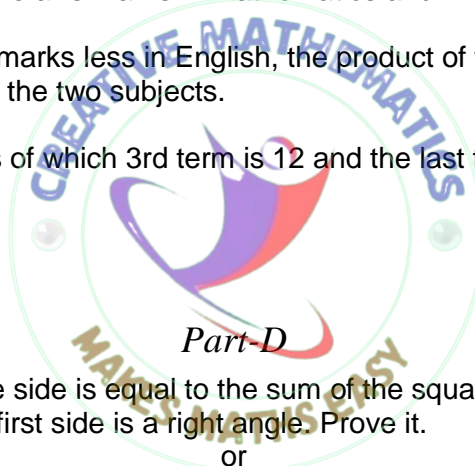 marks less in English, the product of
the two subjects.
CREATIVE MATHEMATICS
s of which 3rd term is 12 and the last
Part-D
e side is equal to the sum of the squa
first side is a right angle. Prove it.
MAKES MATHS EASY
or